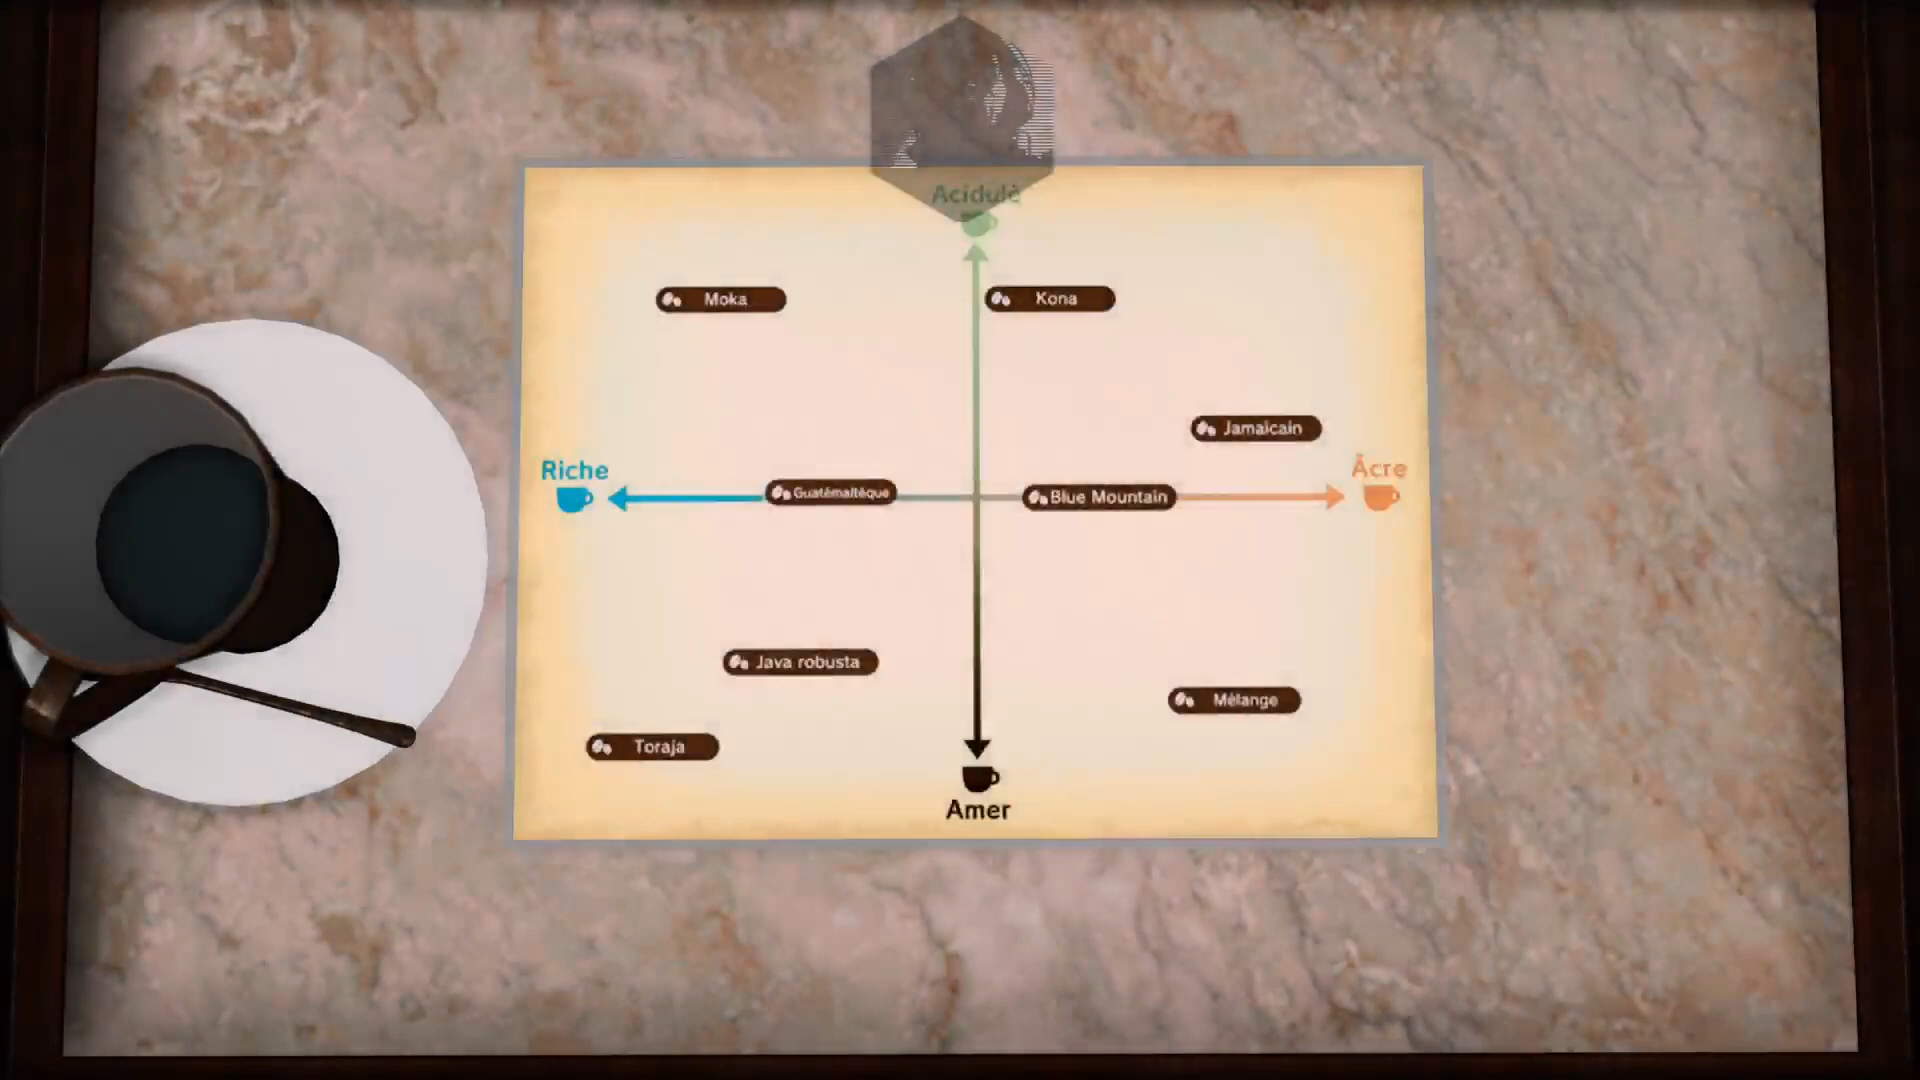 Acidulé
Moka
Kona
Jamaïcain
Riche
Âcre
Guatémaltèque
Blue Mountain
Java robusta
Mélange
Toraja
Amer